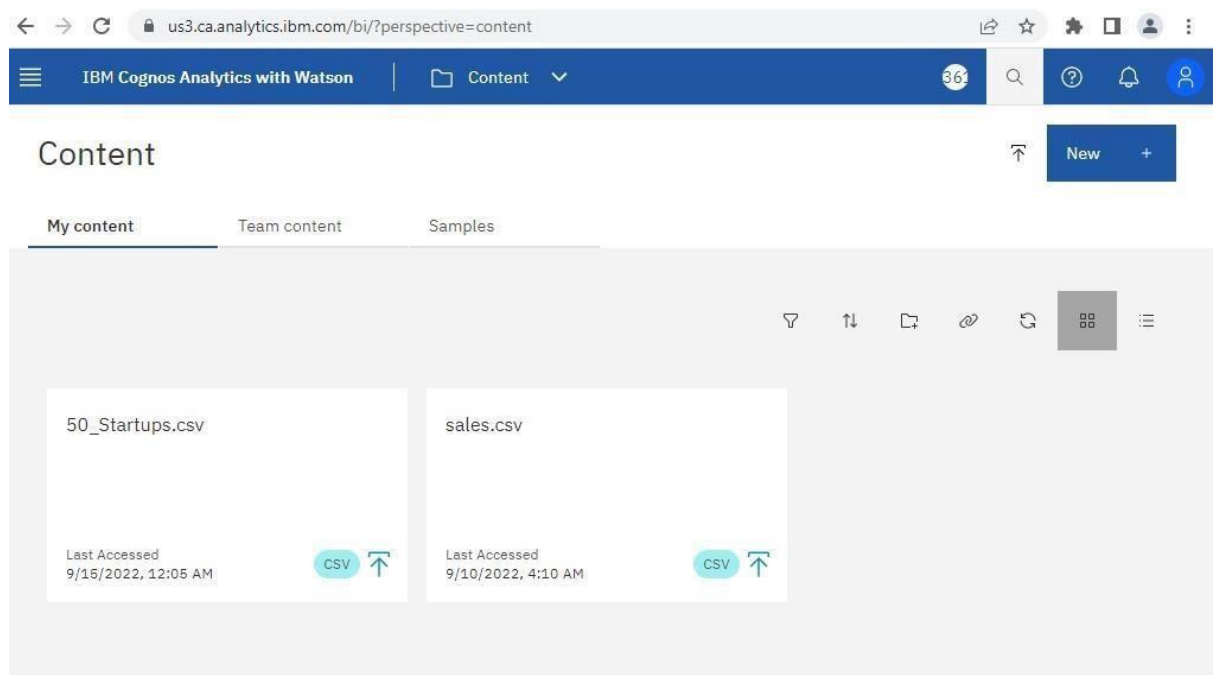 us3.ca.analytics.ibm.com/bi/?perspective=content
IBM Cognos Analytics with Watson
Content
361
Content
New +
My content
Team content
Samples
50_Startups.csv
Last Accessed
9/15/2022, 12:05 AM
CSV
sales.csv
Last Accessed
9/10/2022, 4:10 AM
CSV